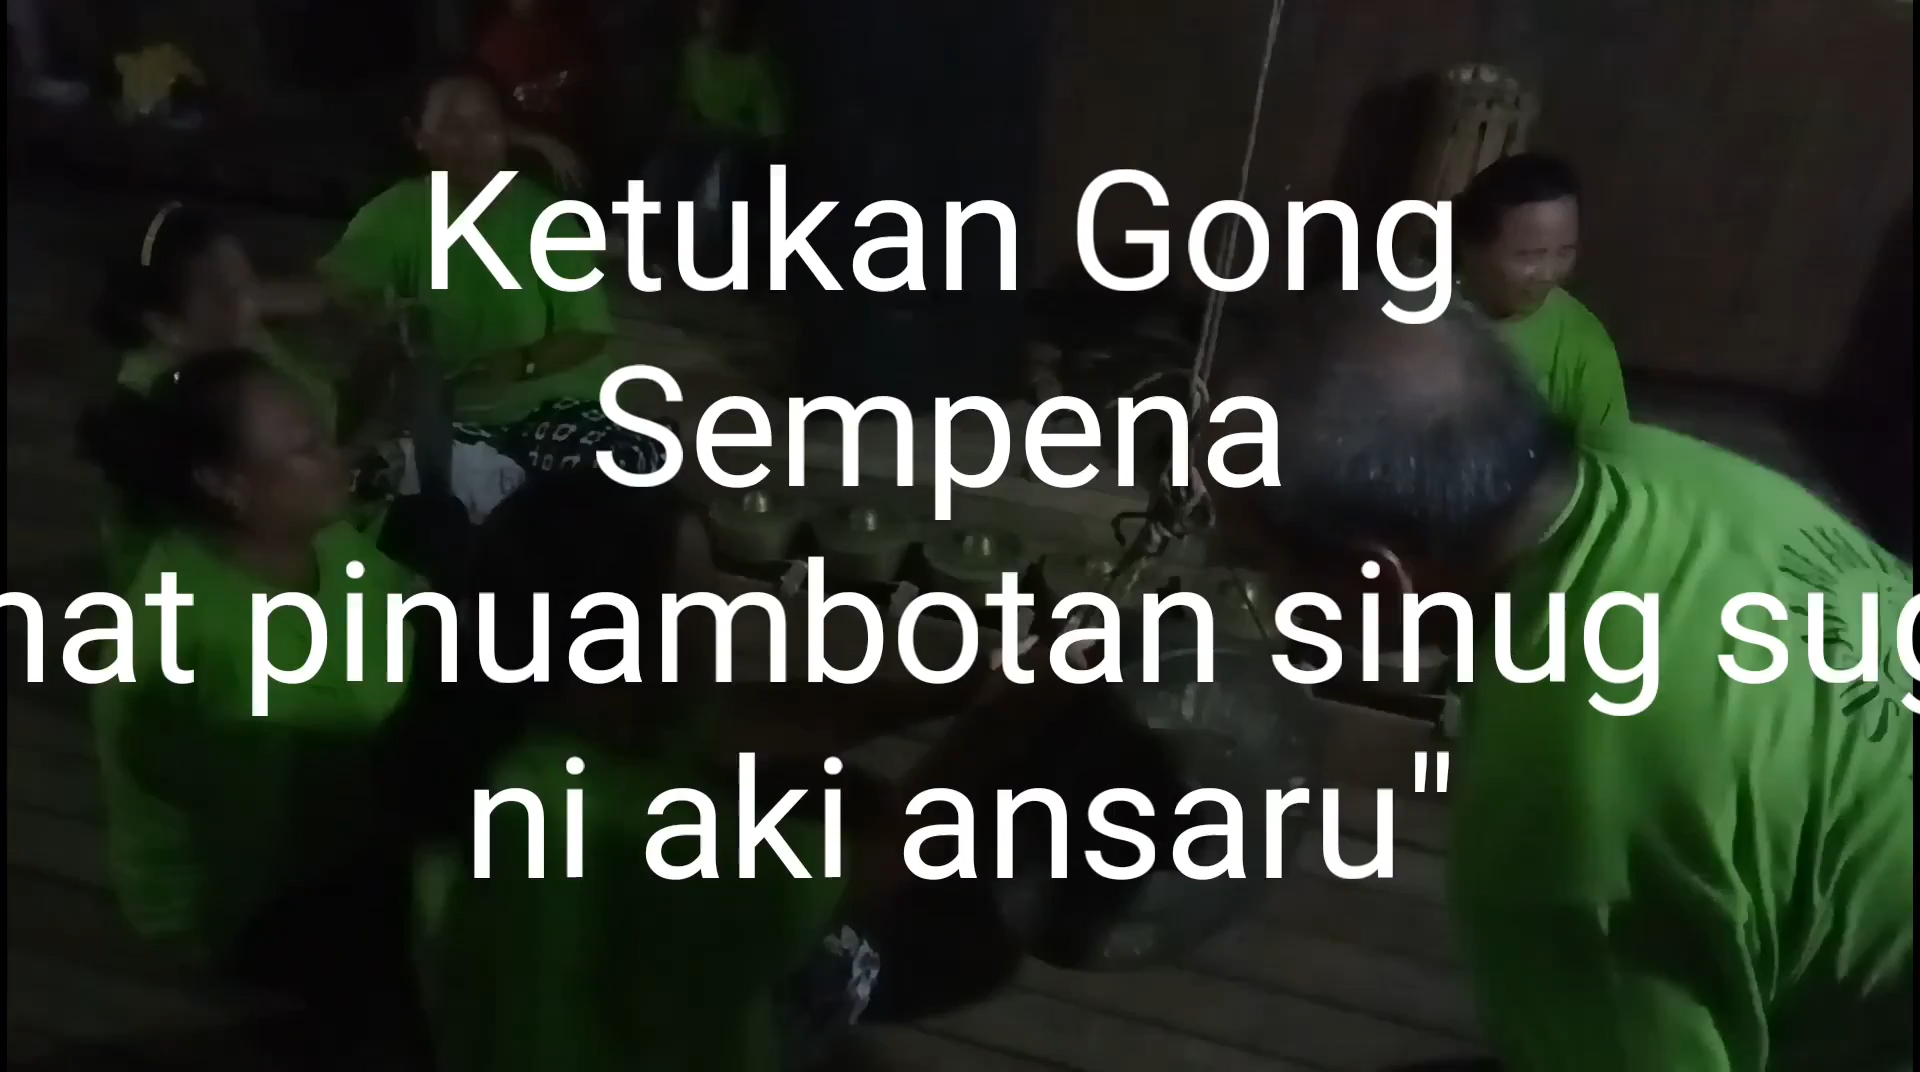 Ketukan Gong
Sempena
pinuambotan sinug
ni aki ansaru"